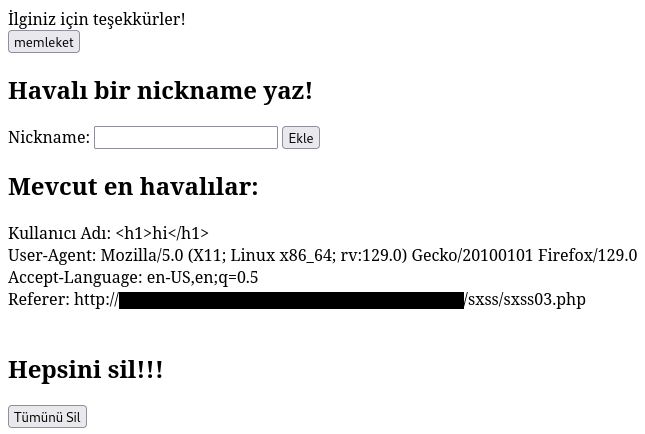 İlginiz için teşekkürler!
memleket
Havalı bir nickname yaz!
Nickname: Ekle
Mevcut en havalılar:
Kullanıcı Adı: <h1>hi</h1>
User-Agent: Mozilla/5.0 (X11; Linux x86_64; rv:129.0) Gecko/20100101 Firefox/129.0
Accept-Language: en-US,en;q=0.5
Referer: http:///sxss/sxss03.php
Hepsini sil!!!
Tümünü Sil